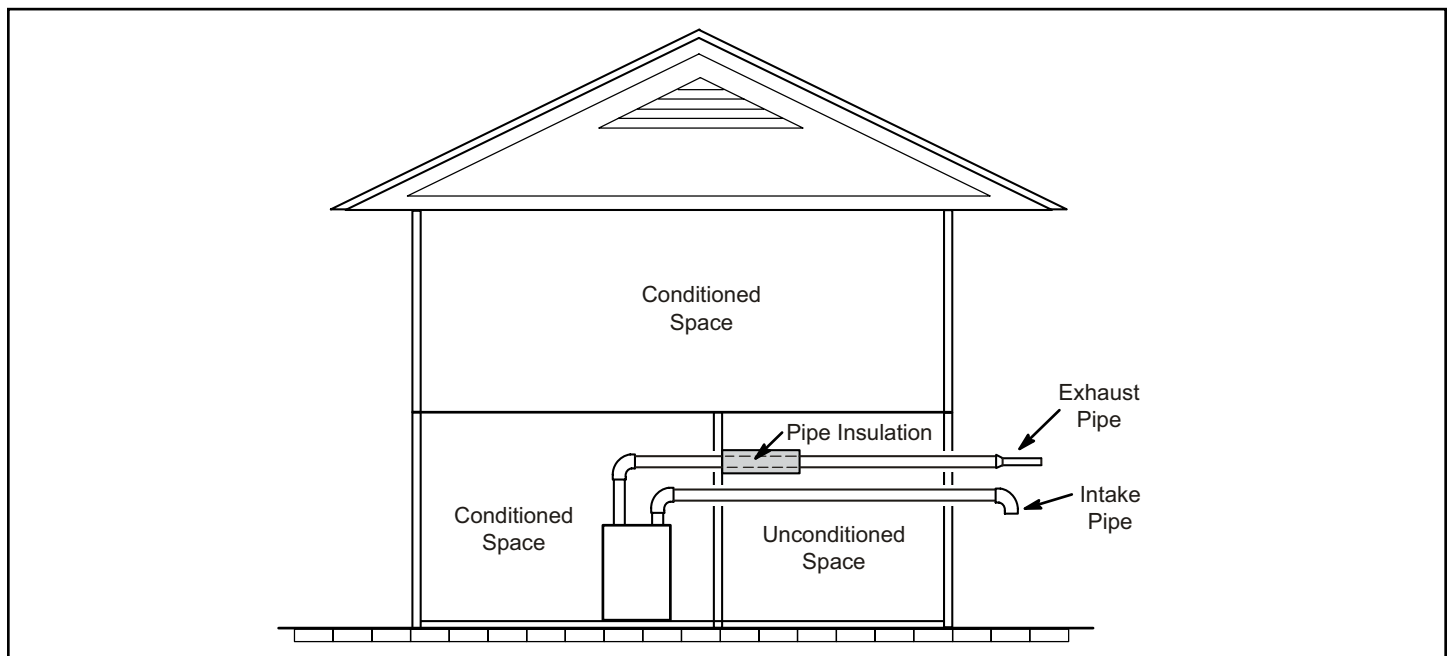 Conditioned
Space
Exhaust
Pipe
Pipe Insulation
Intake
Pipe
Conditioned
Space
Unconditioned
Space